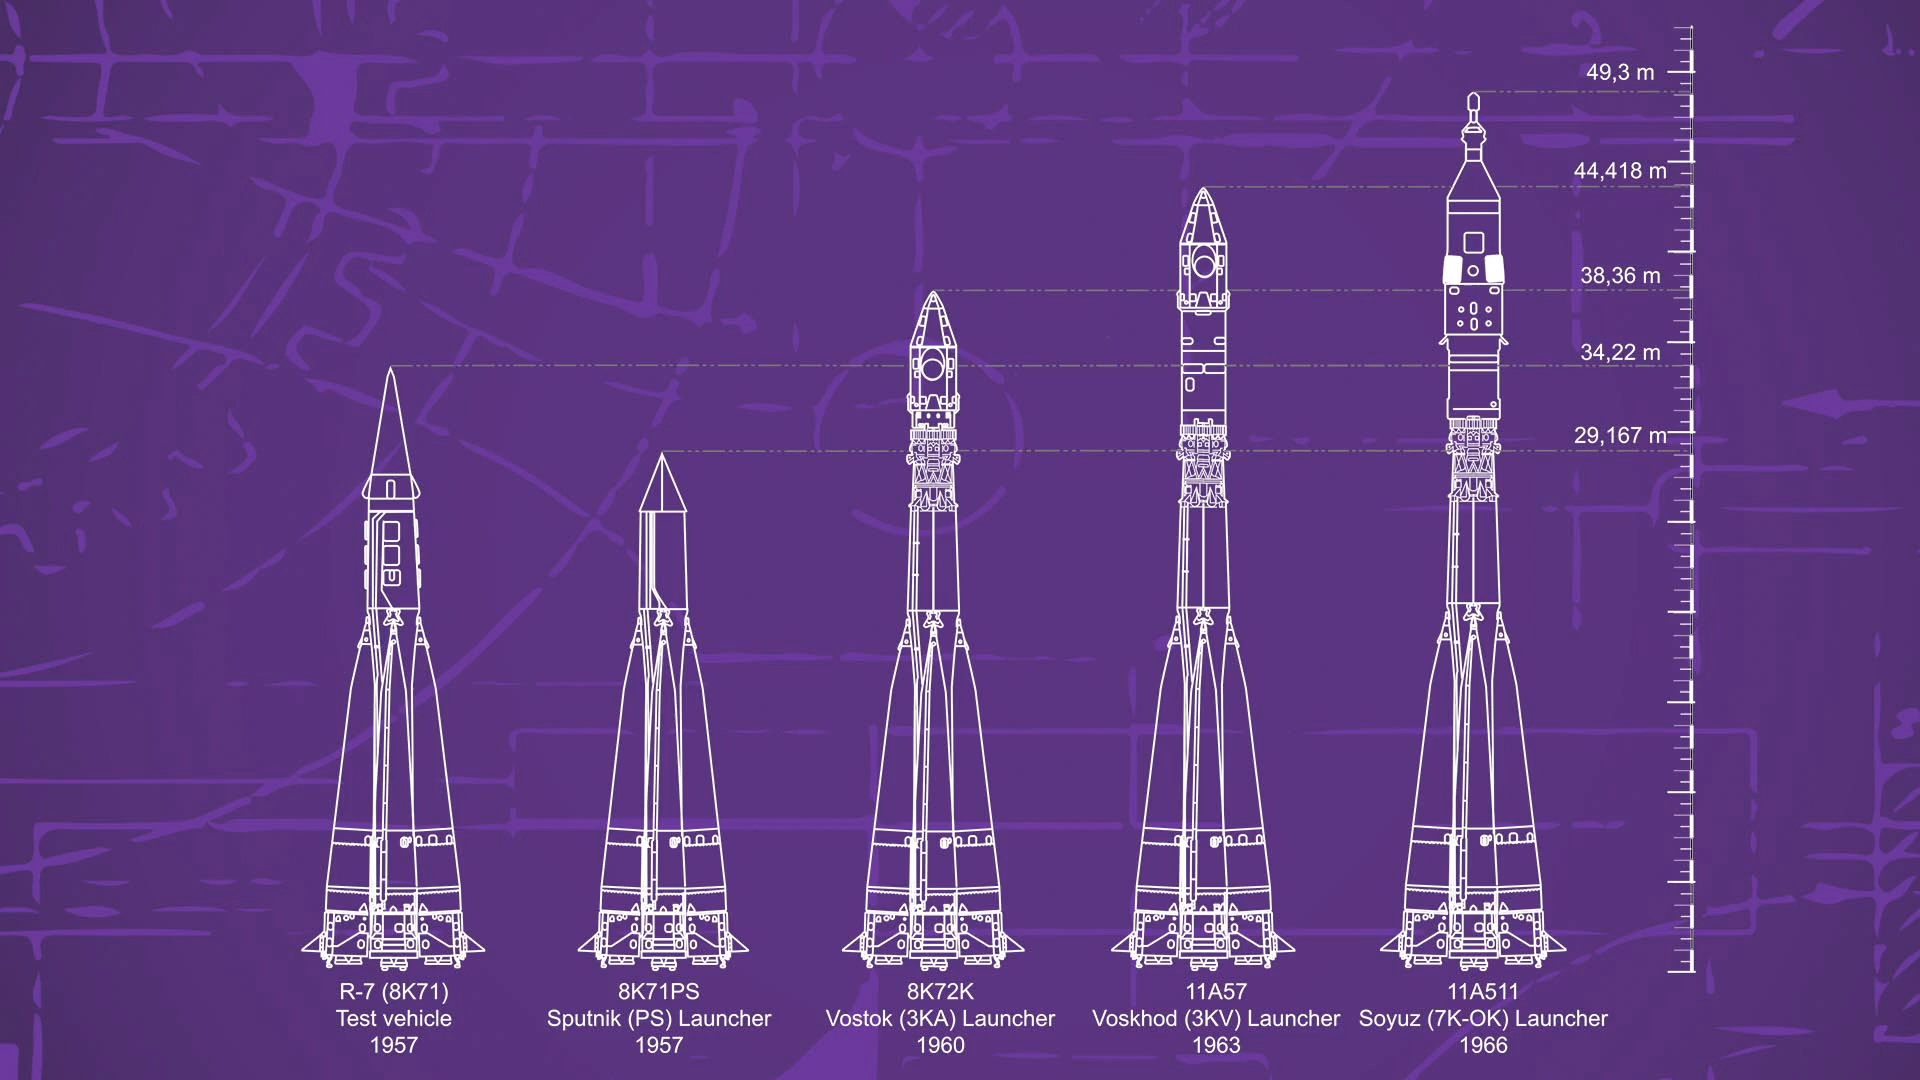 49,3 m
44,418 m
38,36 m
34,22 m
29,167 m
R-7 (8K71)
Test vehicle
1957
8K71PS
Sputnik (PS) Launcher
1957
8K72K
Vostok (3KA) Launcher
1960
11A57
Voskhod (3KV) Launcher
1963
11A511
Soyuz (7K-OK) Launcher
1966